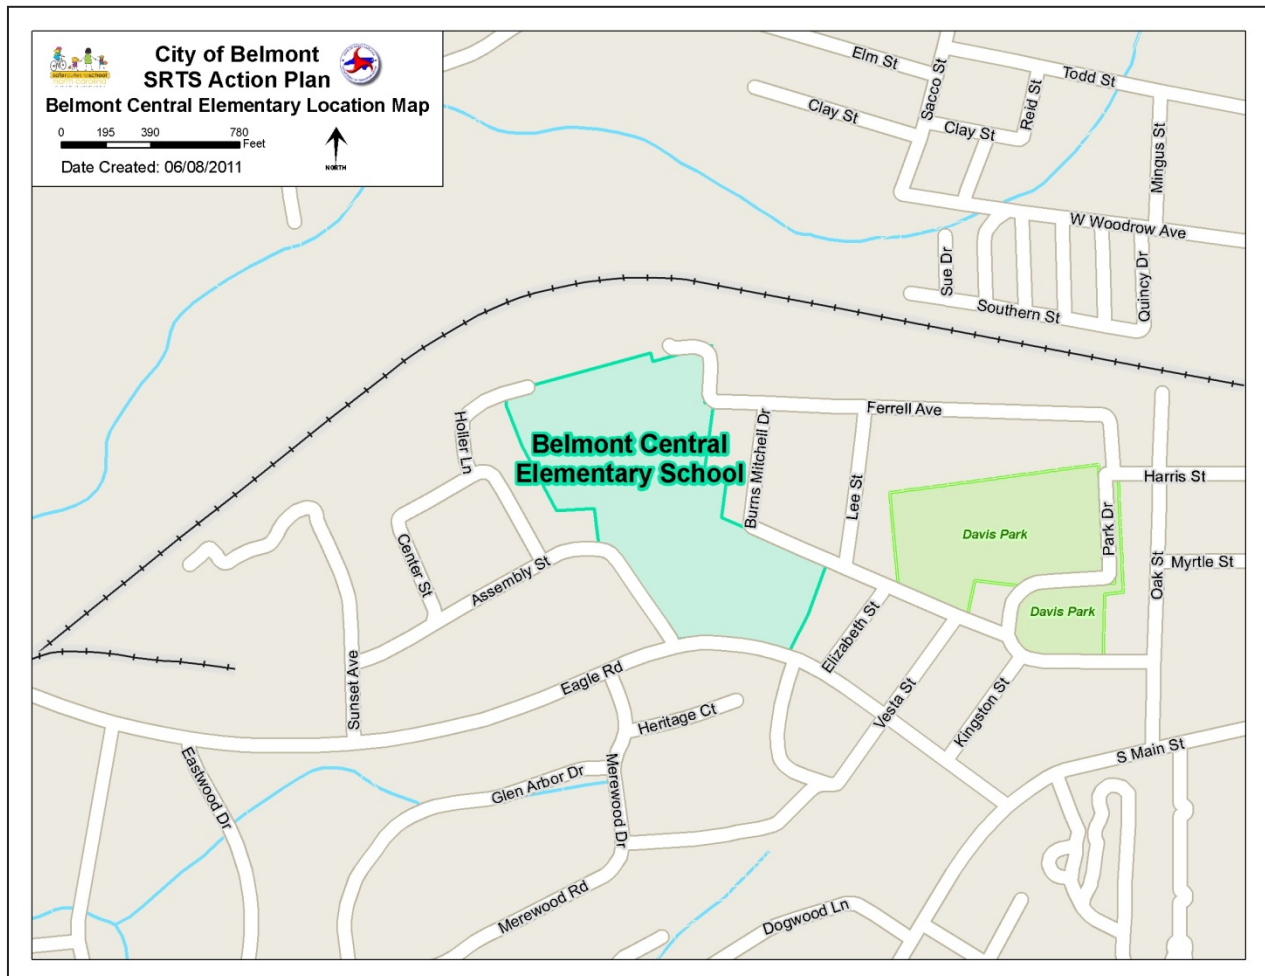 City of Belmont
SRTS Action Plan
Belmont Central Elementary Location Map
0 195 390 780
Feet
Date Created: 06/08/2011
NORTH
Elm St
Sacco St
Todd St
Clay St
Clay St
Reid St
Mingus St
W Woodrow Ave
Sue Dr
Quincy Dr
Southern St
Ferrell Ave
Holler Ln
Belmont Central
Elementary School
Burns Mitchell Dr
Lee St
Harris St
Park Dr
Davis Park
Center St
Assembly St
Oak St
Myrtle St
Davis Park
Elizabeth St
Sunset Ave
Eagle Rd
Vesta St
Kingston St
Heritage Ct
S Main St
Eastwood Dr
Glen Arbor Dr
Merewood Dr
Merewood Rd
Dogwood Ln